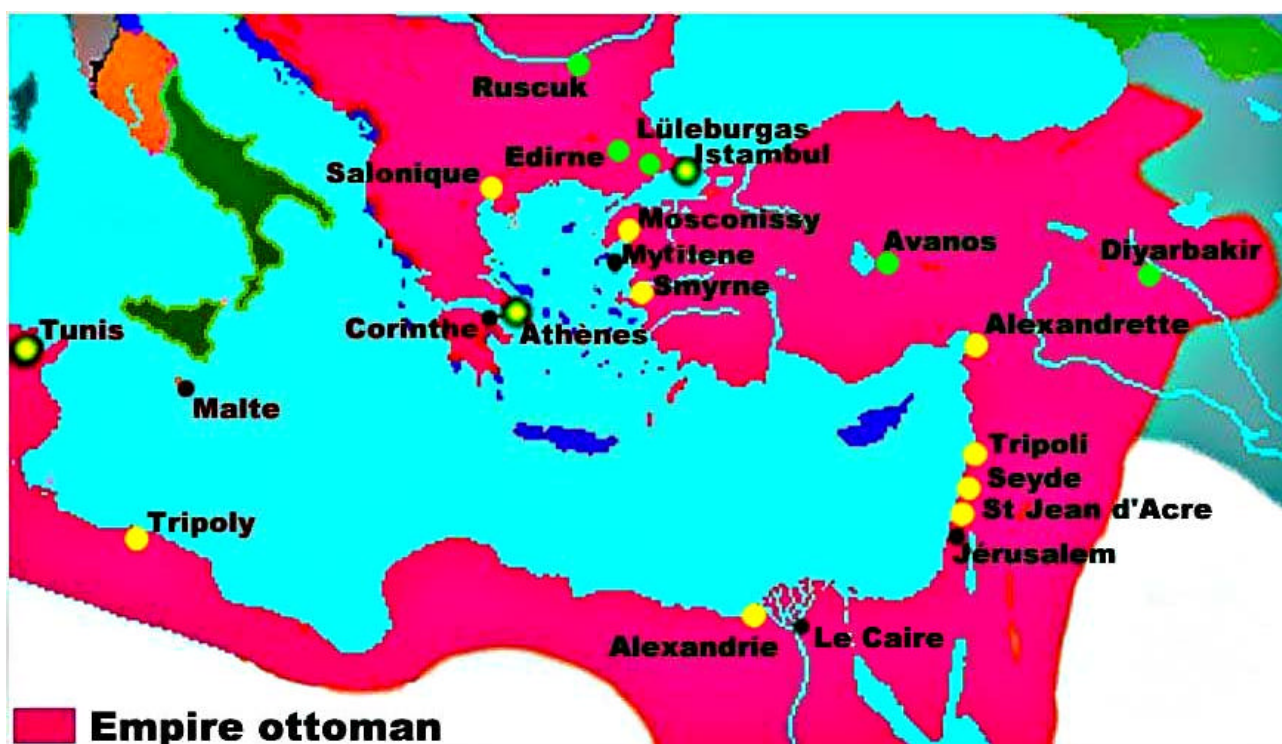 Ruscuk
Lüleburgas
Edirne
Istambul
Salonique
Mosconissy
Avanos
Mytilene
Diyarbakir
Smyrne
Tunis
Corinthe
Athènes
Alexandrette
Malte
Tripoli
Seyde
St Jean d'Acre
Tripoly
Jérusalem
Alexandrie
Le Caire
Empire ottoman